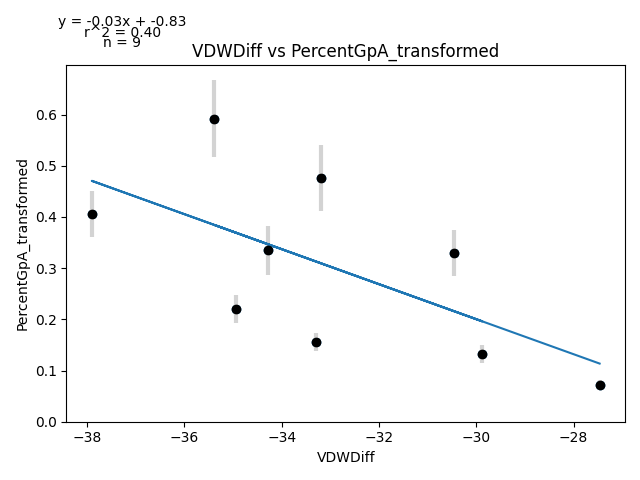 y = -0.03x + -0.83
r^2 = 0.40
n = 9
VDWDiff vs PercentGpA_transformed
PercentGpA_transformed
0.6
0.5
0.4
0.3
0.2
0.1
0.0
−38 −36 −34 −32 −30 −28
VDWDiff